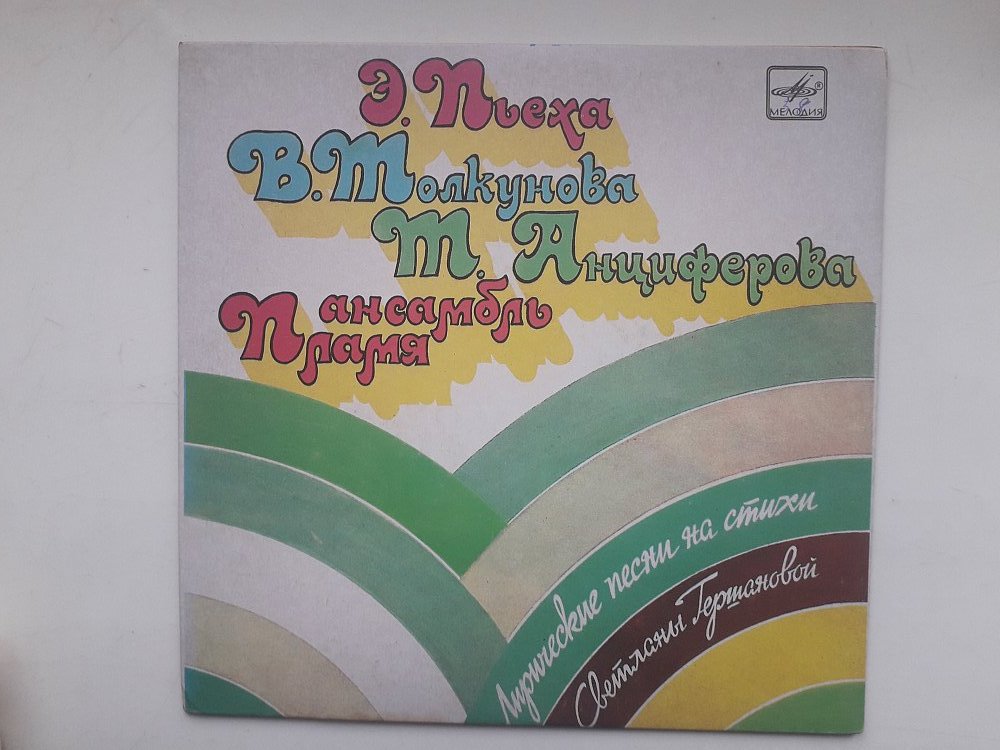 Э. Пьеха
МЕЛОДИЯ
В. Толкунова
Т. Анциферова
ансамбль
Пламя
Лирические песни на стихи
Светланы Гершановой